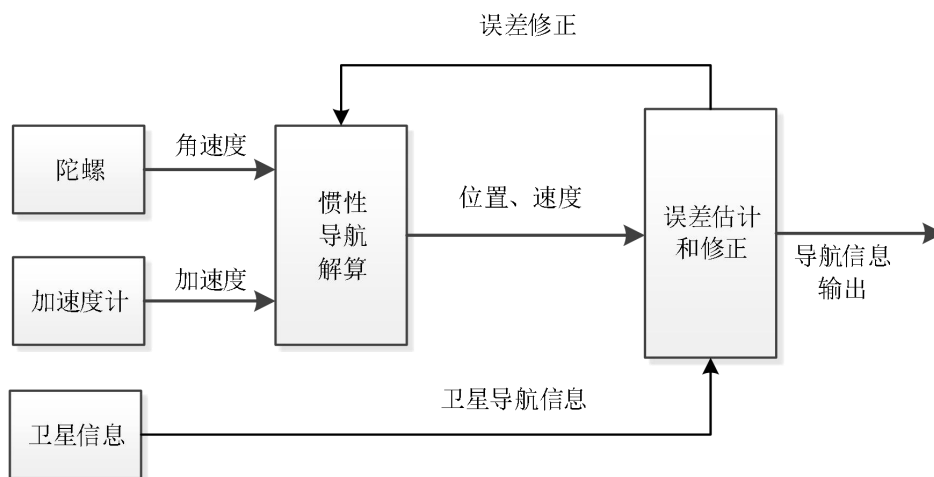 误差修正
陀螺
角速度
惯性
导航
解算
位置、速度
误差估计
和修正
导航信息
输出
加速度计
加速度
卫星信息
卫星导航信息